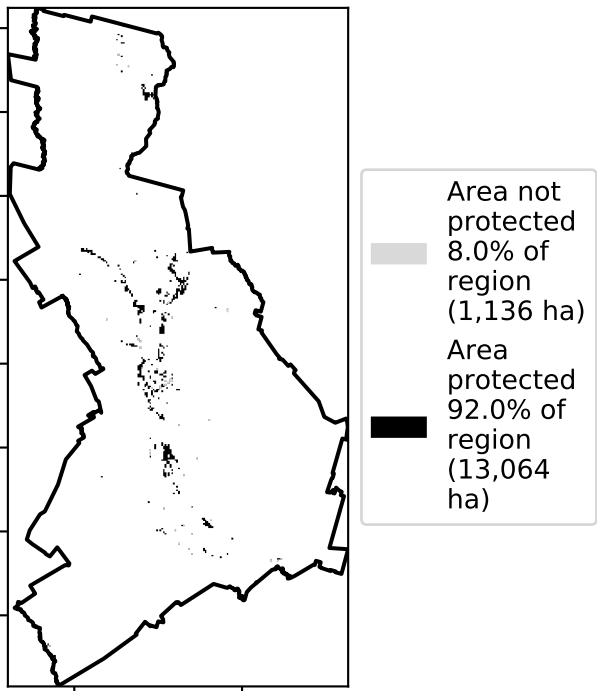 Area not
protected
8.0% of
region
(1,136 ha)
Area
protected
92.0% of
region
(13,064
ha)